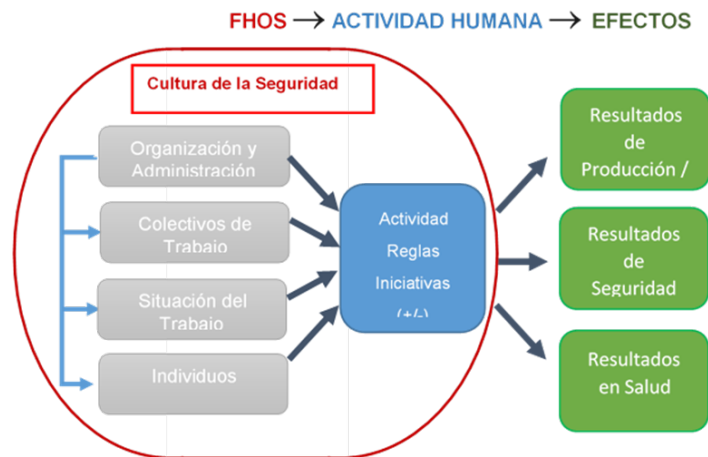 FHOS → ACTIVIDAD HUMANA → EFECTOS
Cultura de la Seguridad
Organización y
Administración
Colectivos de
Trabajo
Situación del
Trabajo
Individuos
Actividad
Reglas
Iniciativas
(+/-)
Resultados
de
Producción /
Resultados
de
Seguridad
Resultados
en Salud